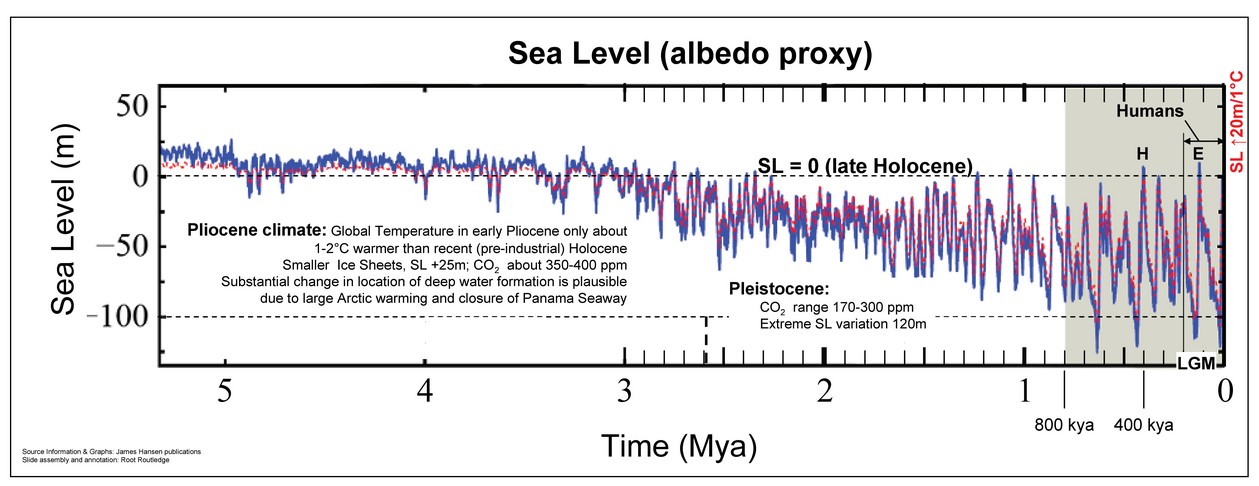 Sea Level (albedo proxy)
SL ↑20m/1°C
Sea Level (m)
50
0
−50
−100
Humans
H
E
SL = 0 (late Holocene)
Pliocene climate: Global Temperature in early Pliocene only about
1-2°C warmer than recent (pre-industrial) Holocene
Smaller Ice Sheets, SL +25m; CO₂ about 350-400 ppm
Substantial change in location of deep water formation is plausible
due to large Arctic warming and closure of Panama Seaway
Pleistocene:
CO₂ range 170-300 ppm
Extreme SL variation 120m
LGM
5 4 3 2 1 0
800 kya 400 kya
Time (Mya)
Source Information & Graphs: James Hansen publications
Slide assembly and annotation: Root Routledge